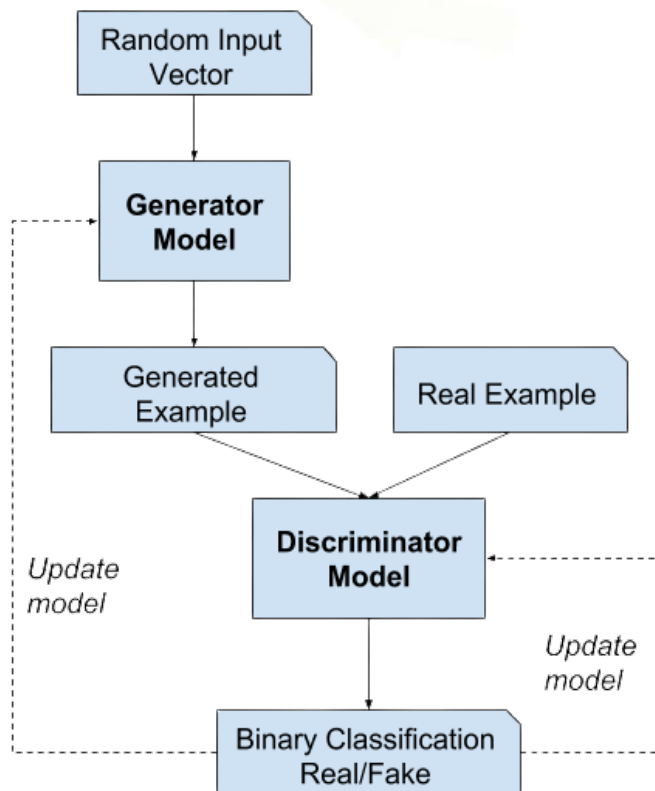 Random Input
Vector
Generator
Model
Generated
Example
Real Example
Discriminator
Model
Update
model
Update
model
Binary Classification
Real/Fake